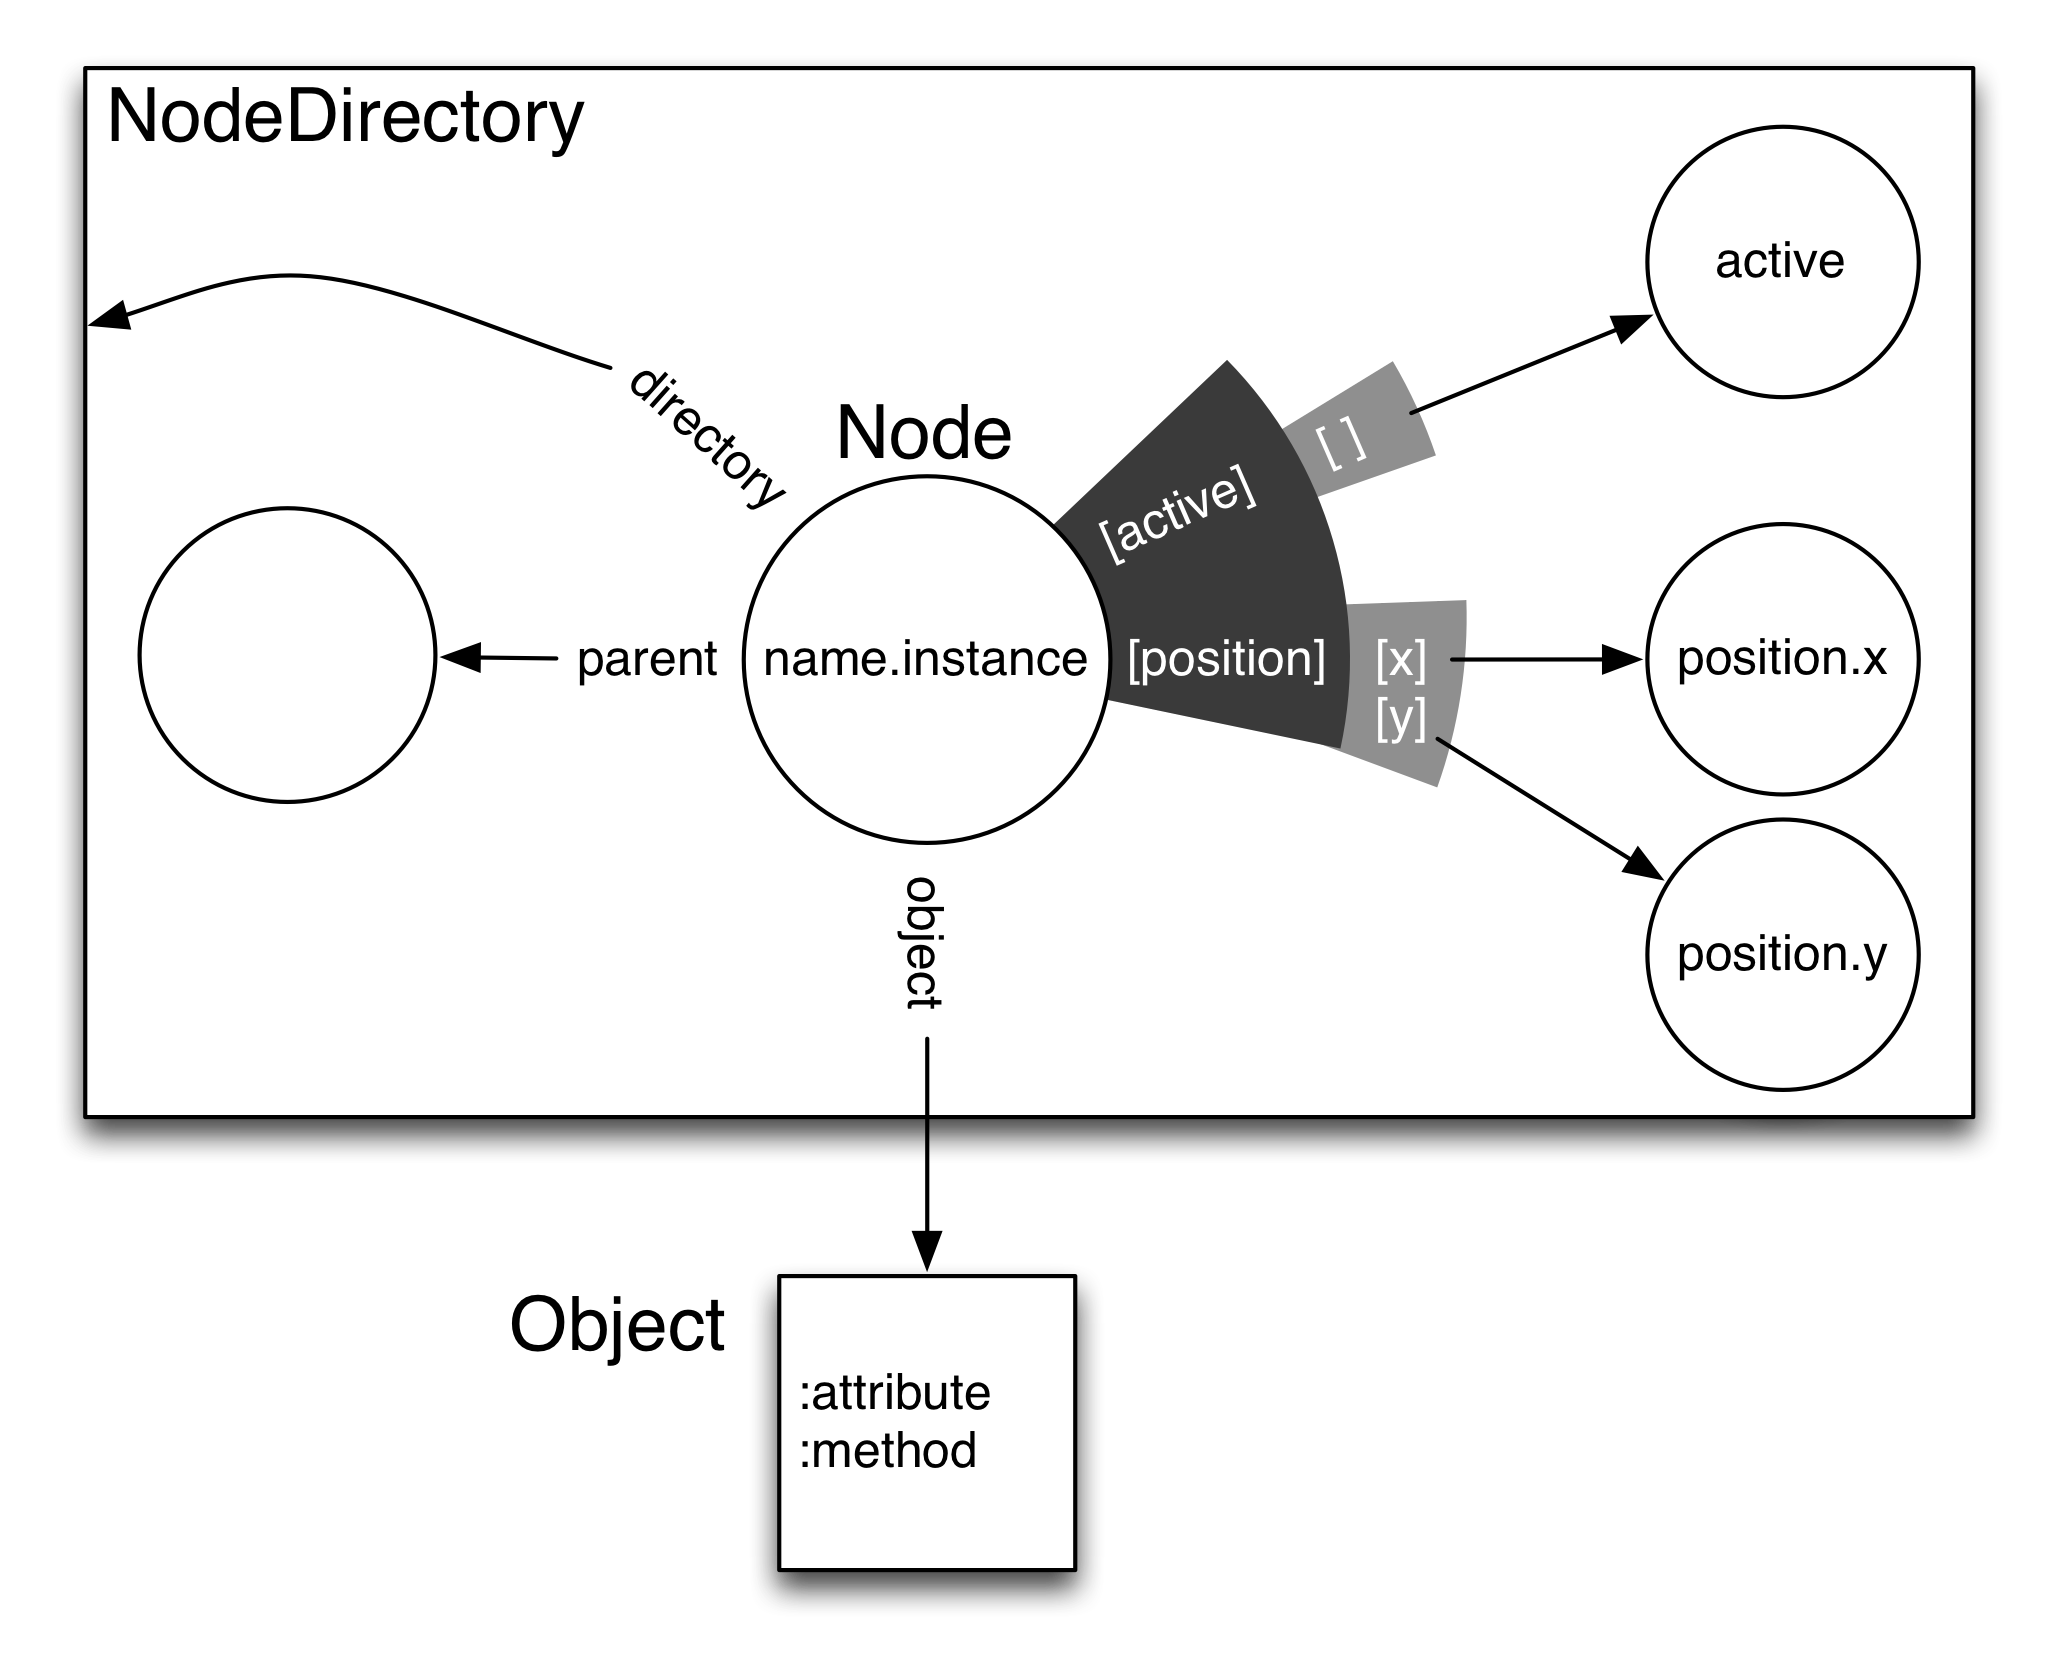 NodeDirectory
active
directory
Node
[ ]
[active]
parent
name.instance
[position]
[x]
[y]
position.x
position.y
object
Object
:attribute
:method